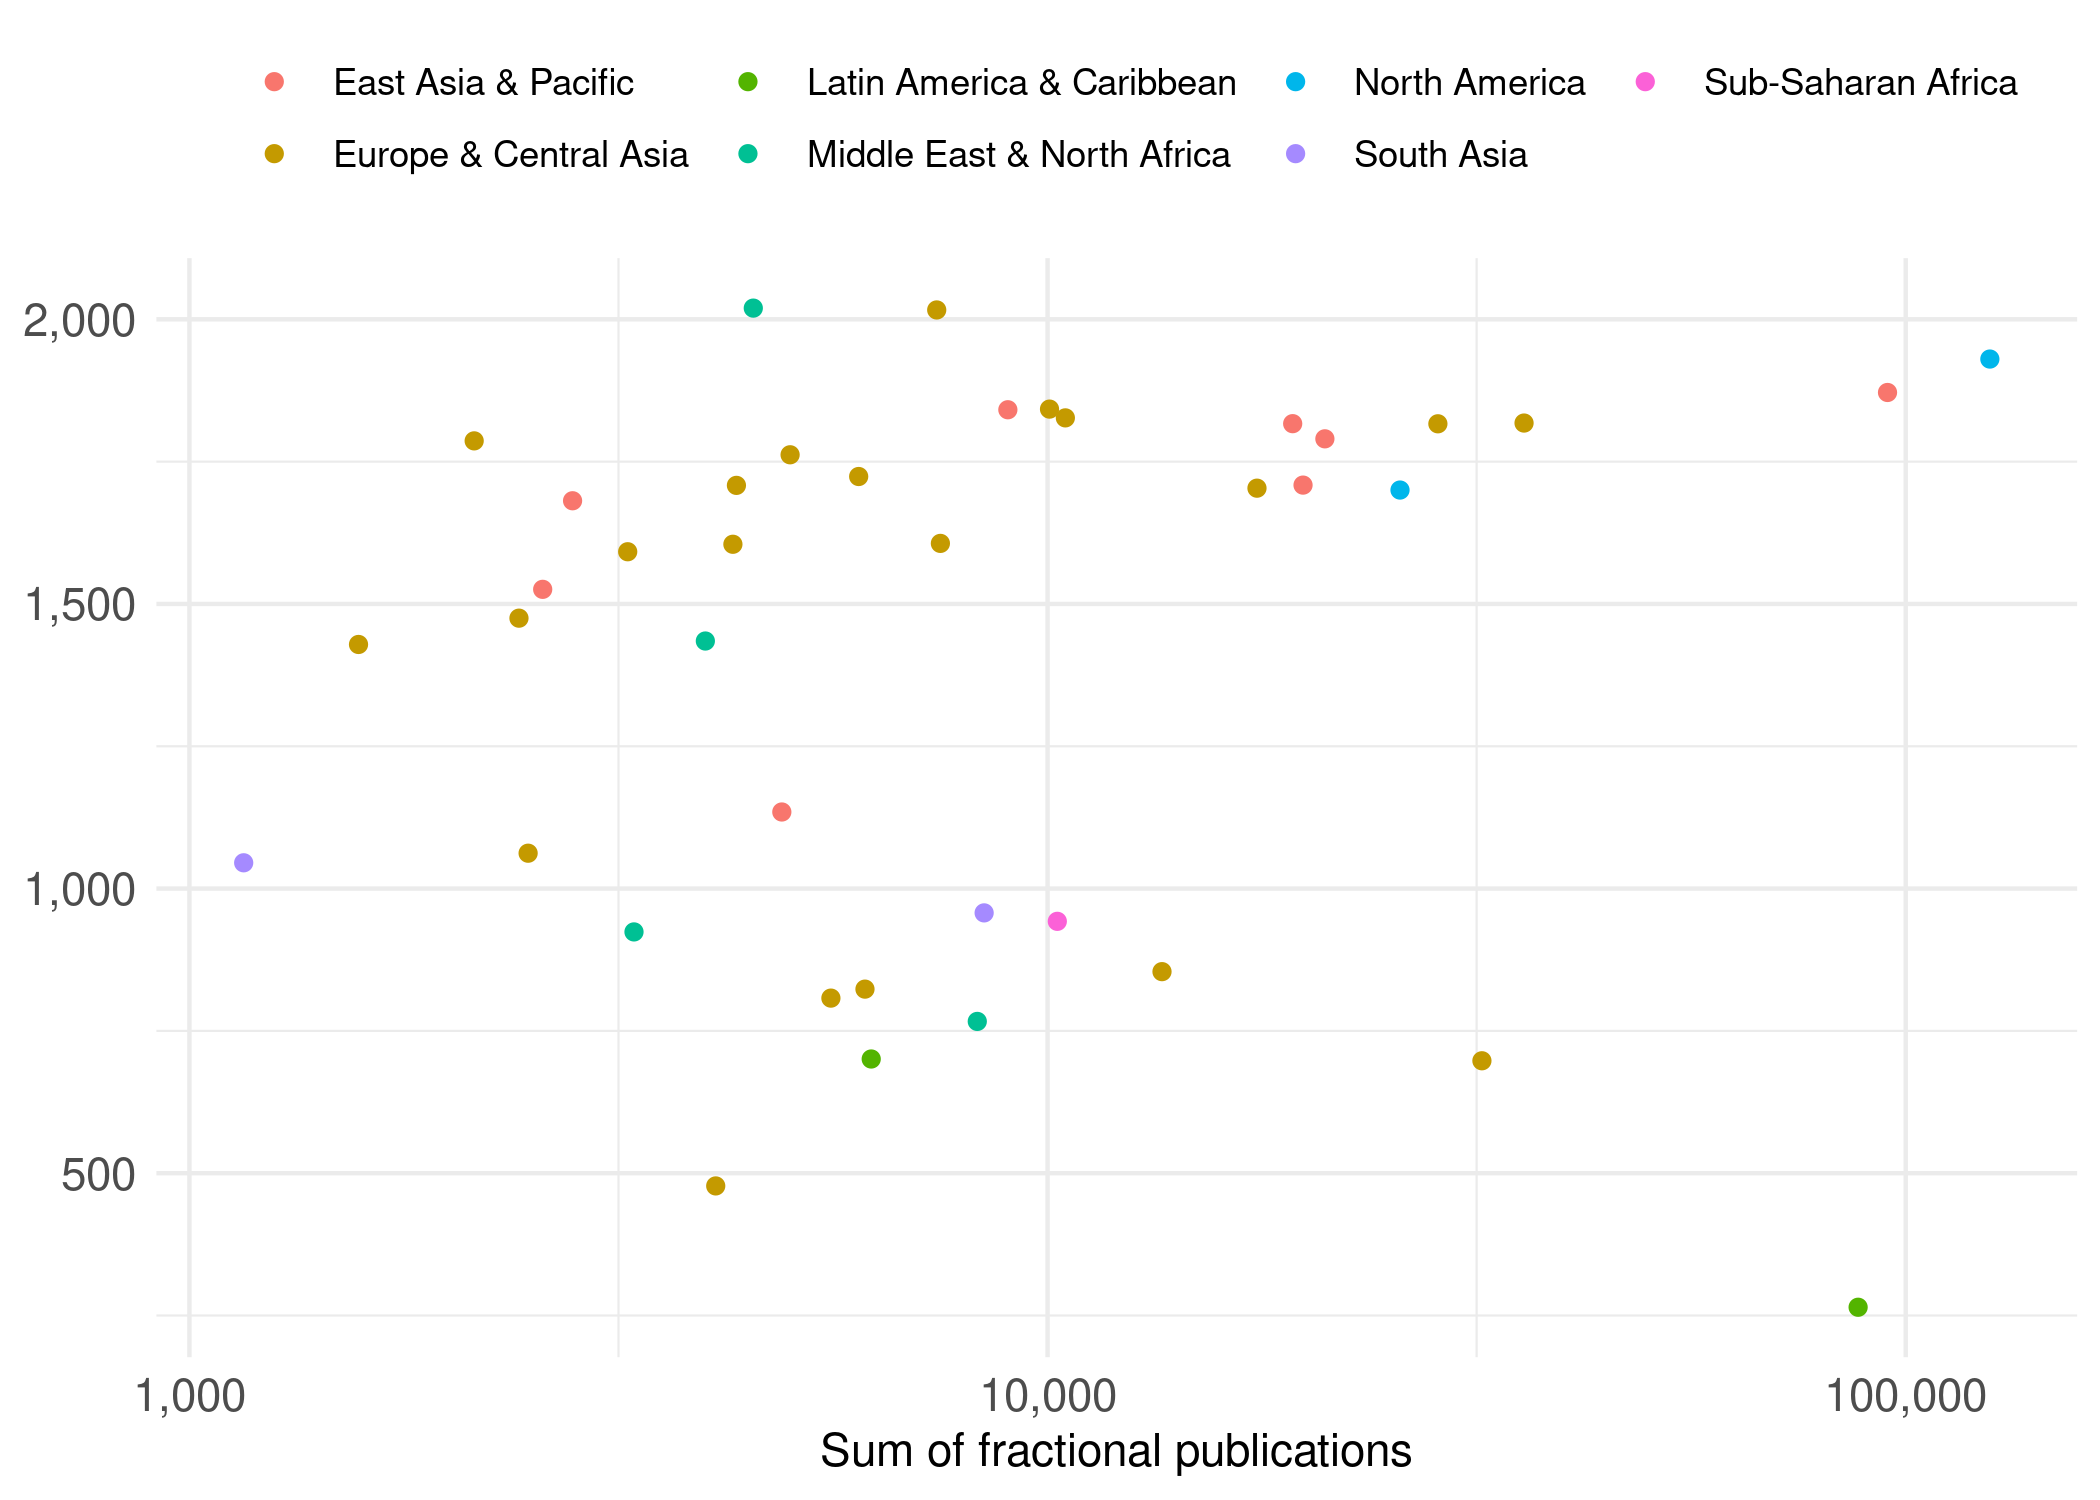 East Asia & Pacific Latin America & Caribbean North America Sub-Saharan Africa
Europe & Central Asia Middle East & North Africa South Asia
2,000
1,500
1,000
500
1,000 10,000 100,000
Sum of fractional publications